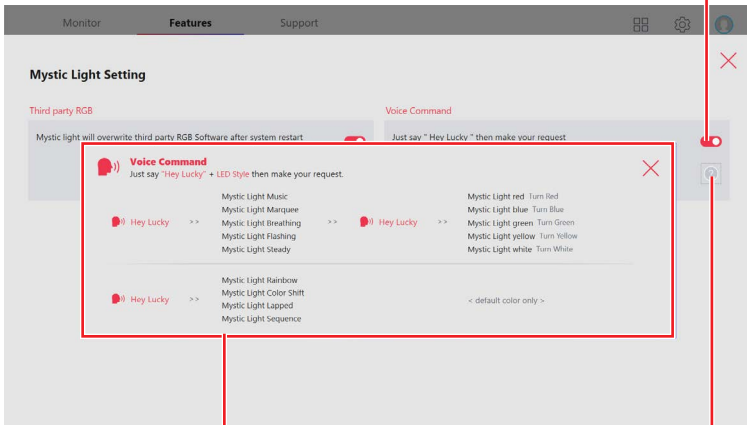 Monitor Features Support
Mystic Light Setting
Third party RGB Voice Command
Mystic light will overwrite third party RGB Software after system restart Just say " Hey Lucky " then make your request
Voice Command
Just say "Hey Lucky" + LED Style then make your request.
Mystic Light Music Mystic Light red Turn Red
Mystic Light Marquee Mystic Light blue Turn Blue
Hey Lucky >> Mystic Light Breathing >> Hey Lucky >> Mystic Light green Turn Green
Mystic Light Flashing Mystic Light yellow Turn Yellow
Mystic Light Steady Mystic Light white Turn White
Mystic Light Rainbow
Mystic Light Color Shift
Hey Lucky >> Mystic Light Lapped < default color only >
Mystic Light Sequence